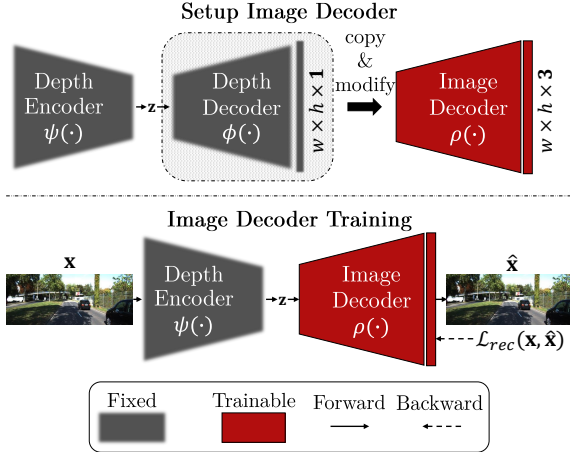 Setup Image Decoder
Depth
Encoder
ψ(·)
z
Depth
Decoder
ϕ(·)
w × h × 1
copy
&
modify
Image
Decoder
ρ(·)
w × h × 3
Image Decoder Training
x
Depth
Encoder
ψ(·)
z
Image
Decoder
ρ(·)
x̂
ℒrec(x, x̂)
Fixed
Trainable
Forward
Backward